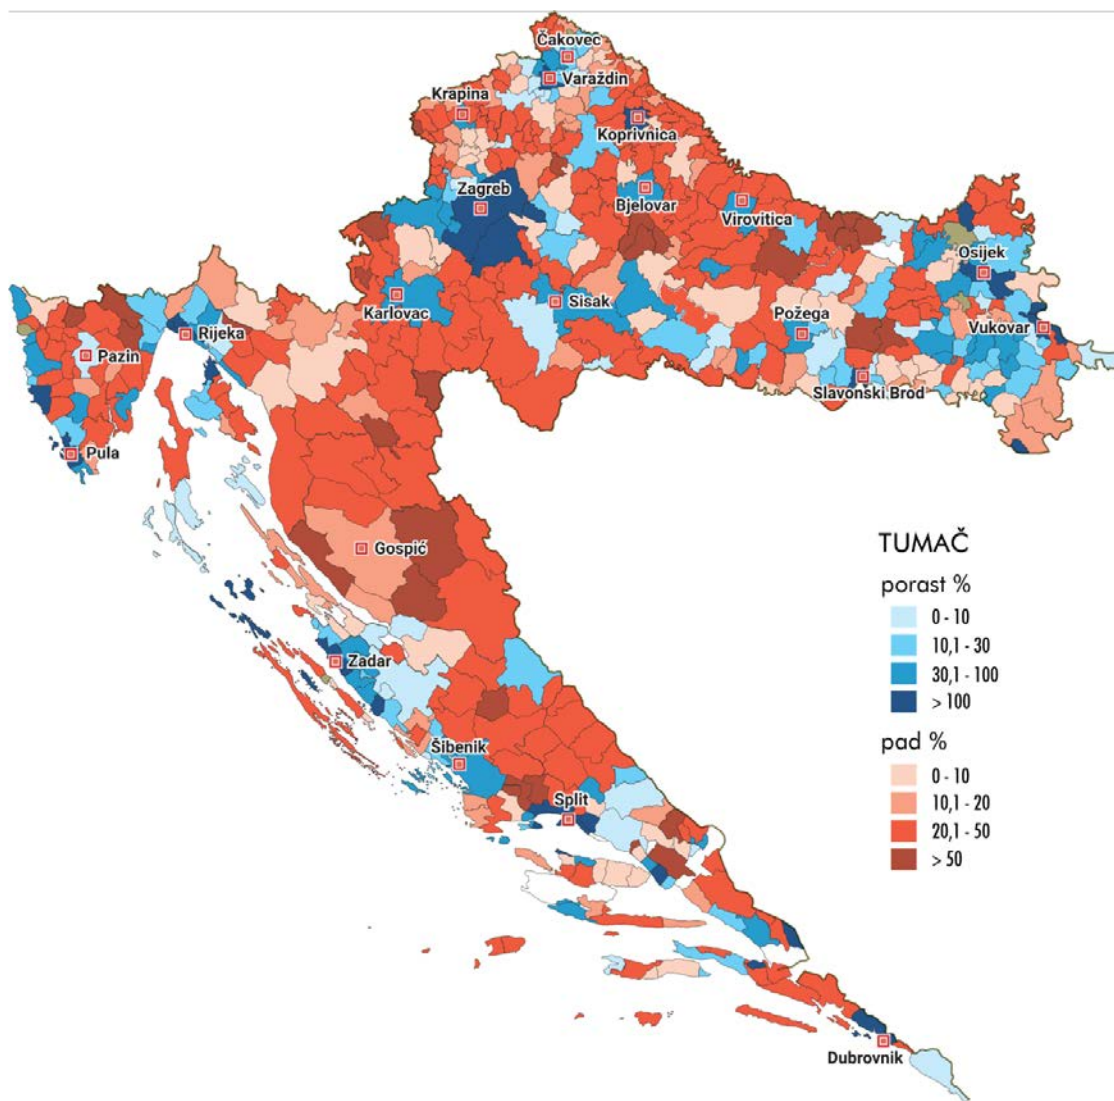 Čakovec
Varaždin
Krapina
Koprivnica
Zagreb
Bjelovar
Virovitica
Osijek
Karlovac
Sisak
Požega
Vukovar
Rijeka
Pazin
Slavonski Brod
Pula
Gospić
Zadar
Šibenik
Split
Dubrovnik
TUMAČ
porast %
0 - 10
10,1 - 30
30,1 - 100
> 100
pad %
0 - 10
10,1 - 20
20,1 - 50
> 50